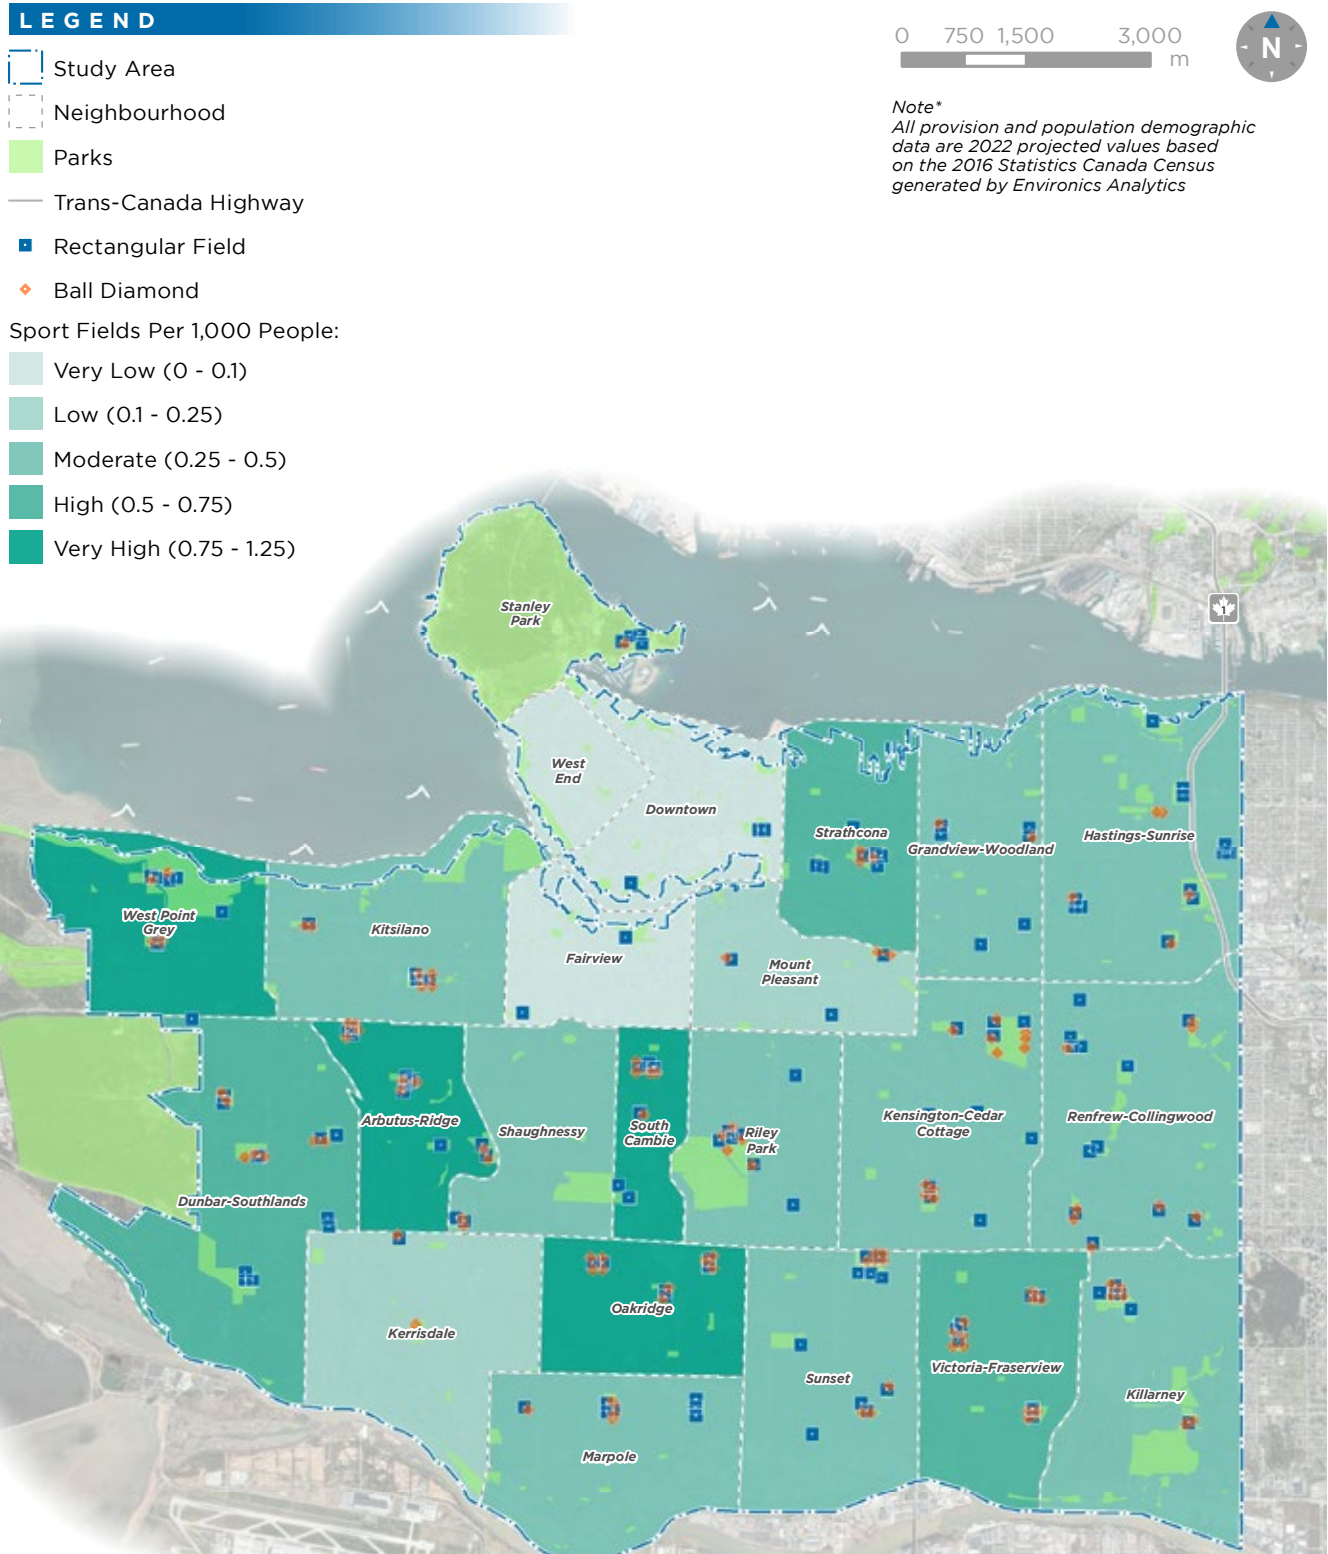 LEGEND
Study Area
Neighbourhood
Parks
Trans-Canada Highway
Rectangular Field
Ball Diamond
Sport Fields Per 1,000 People:
Very Low (0 - 0.1)
Low (0.1 - 0.25)
Moderate (0.25 - 0.5)
High (0.5 - 0.75)
Very High (0.75 - 1.25)
0 750 1,500 3,000
m
N
Note*
All provision and population demographic
data are 2022 projected values based
on the 2016 Statistics Canada Census
generated by Environics Analytics
Stanley
Park
1
West
End
Downtown
Strathcona
Grandview-Woodland
Hastings-Sunrise
West Point
Grey
Kitsilano
Fairview
Mount
Pleasant
Arbutus-Ridge
Shaughnessy
South
Cambie
Riley
Park
Kensington-Cedar
Cottage
Renfrew-Collingwood
Dunbar-Southlands
Kerrisdale
Oakridge
Sunset
Victoria-Fraserview
Killarney
Marpole